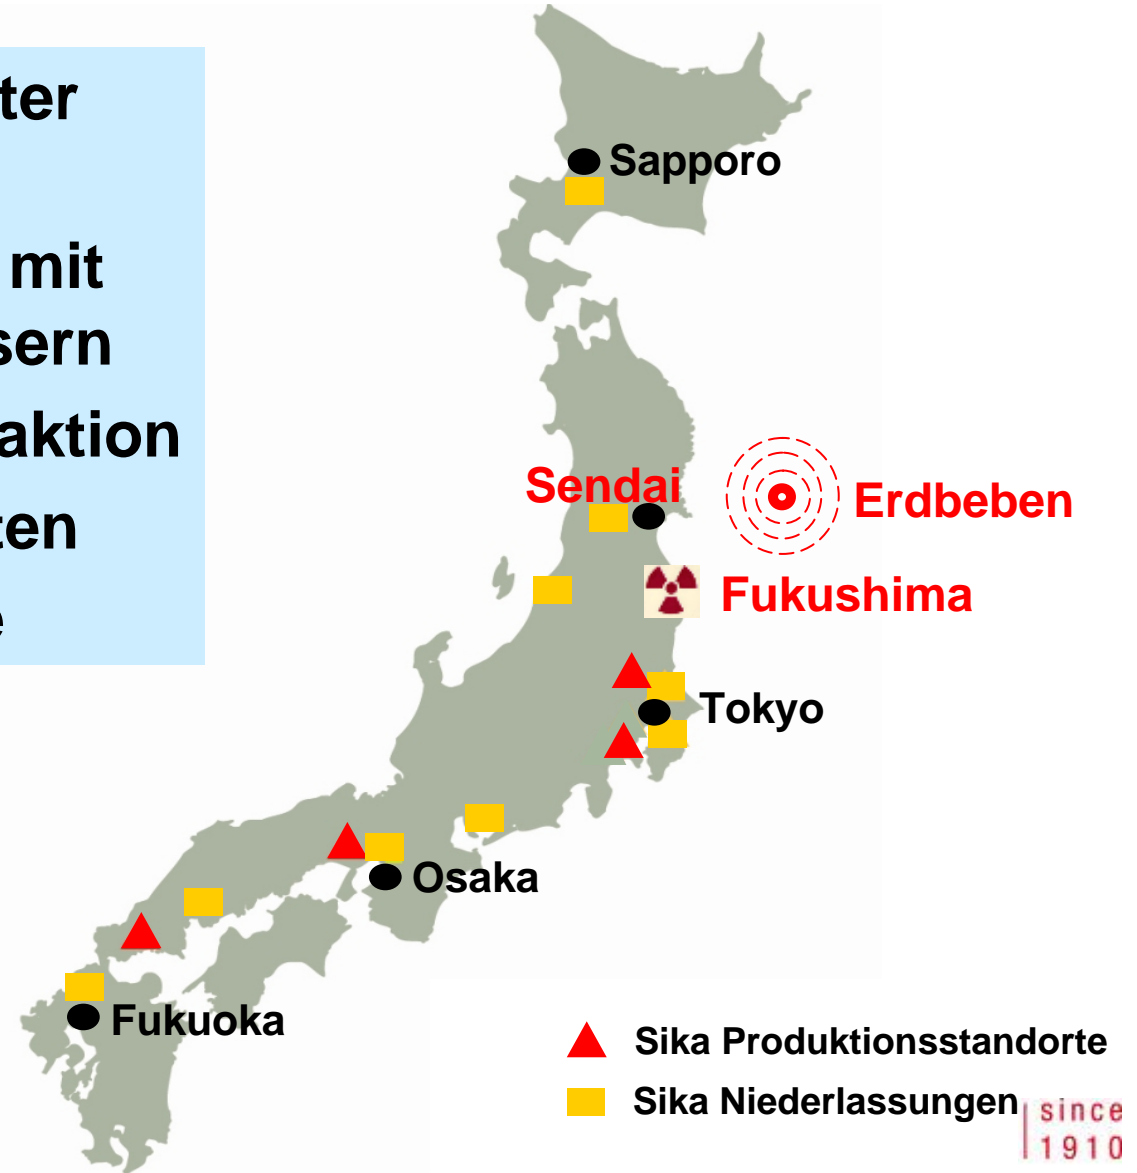 ter
mit
sern
aktion
ten
e
Sapporo
Sendai
Erdbeben
Fukushima
Tokyo
Osaka
Fukuoka
Sika Produktionsstandorte
Sika Niederlassungen
since
1910